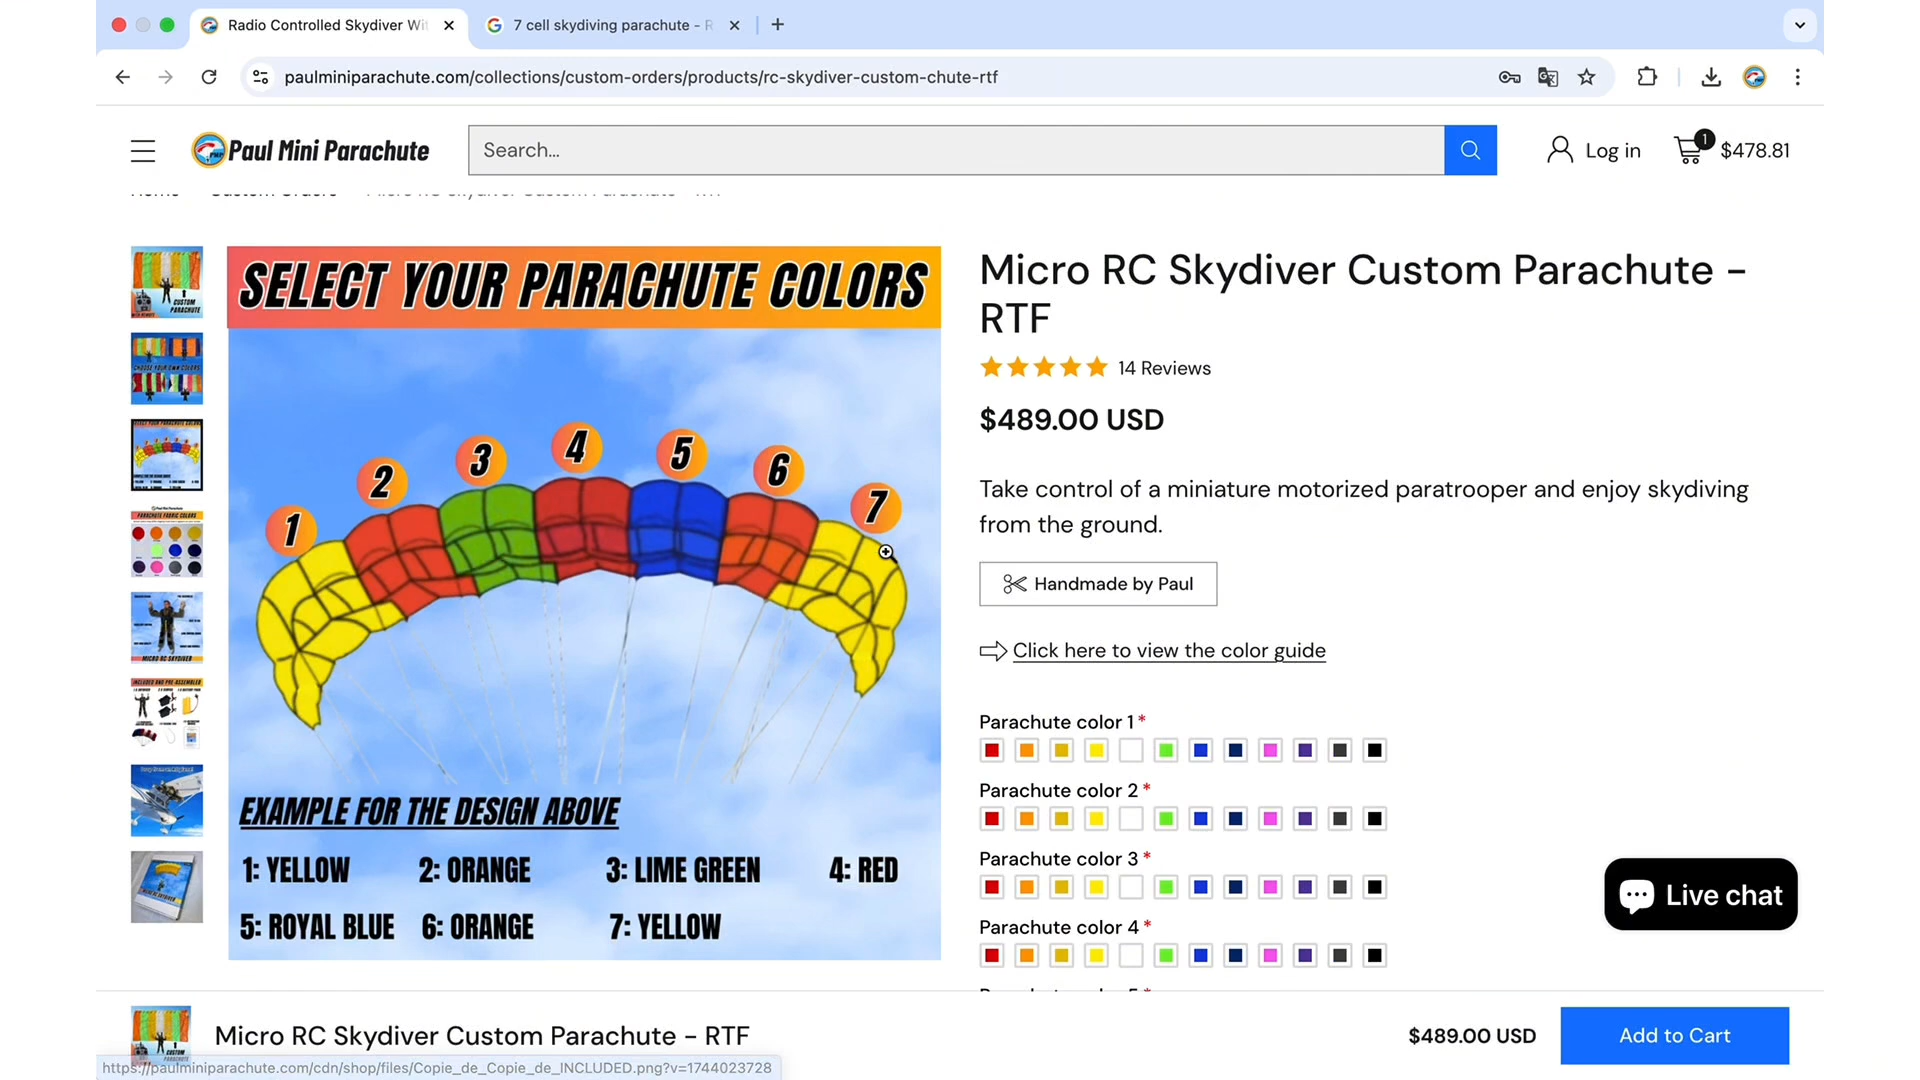 Radio Controlled Skydiver Wit
7 cell skydiving parachute - R
paulminiparachute.com/collections/custom-orders/products/rc-skydiver-custom-chute-rtf
Paul Mini Parachute
Search...
Log in
1
$478.81
SELECT YOUR PARACHUTE COLORS
1
2
3
4
5
6
7
EXAMPLE FOR THE DESIGN ABOVE
1: YELLOW 2: ORANGE 3: LIME GREEN 4: RED
5: ROYAL BLUE 6: ORANGE 7: YELLOW
Micro RC Skydiver Custom Parachute -
RTF
14 Reviews
$489.00 USD
Take control of a miniature motorized paratrooper and enjoy skydiving
from the ground.
Handmade by Paul
Click here to view the color guide
Parachute color 1 *
Parachute color 2 *
Parachute color 3 *
Parachute color 4 *
Live chat
Micro RC Skydiver Custom Parachute - RTF
$489.00 USD
Add to Cart
https://paulminiparachute.com/cdn/shop/files/Copie_de_Copie_de_INCLUDED.png?v=1744023728